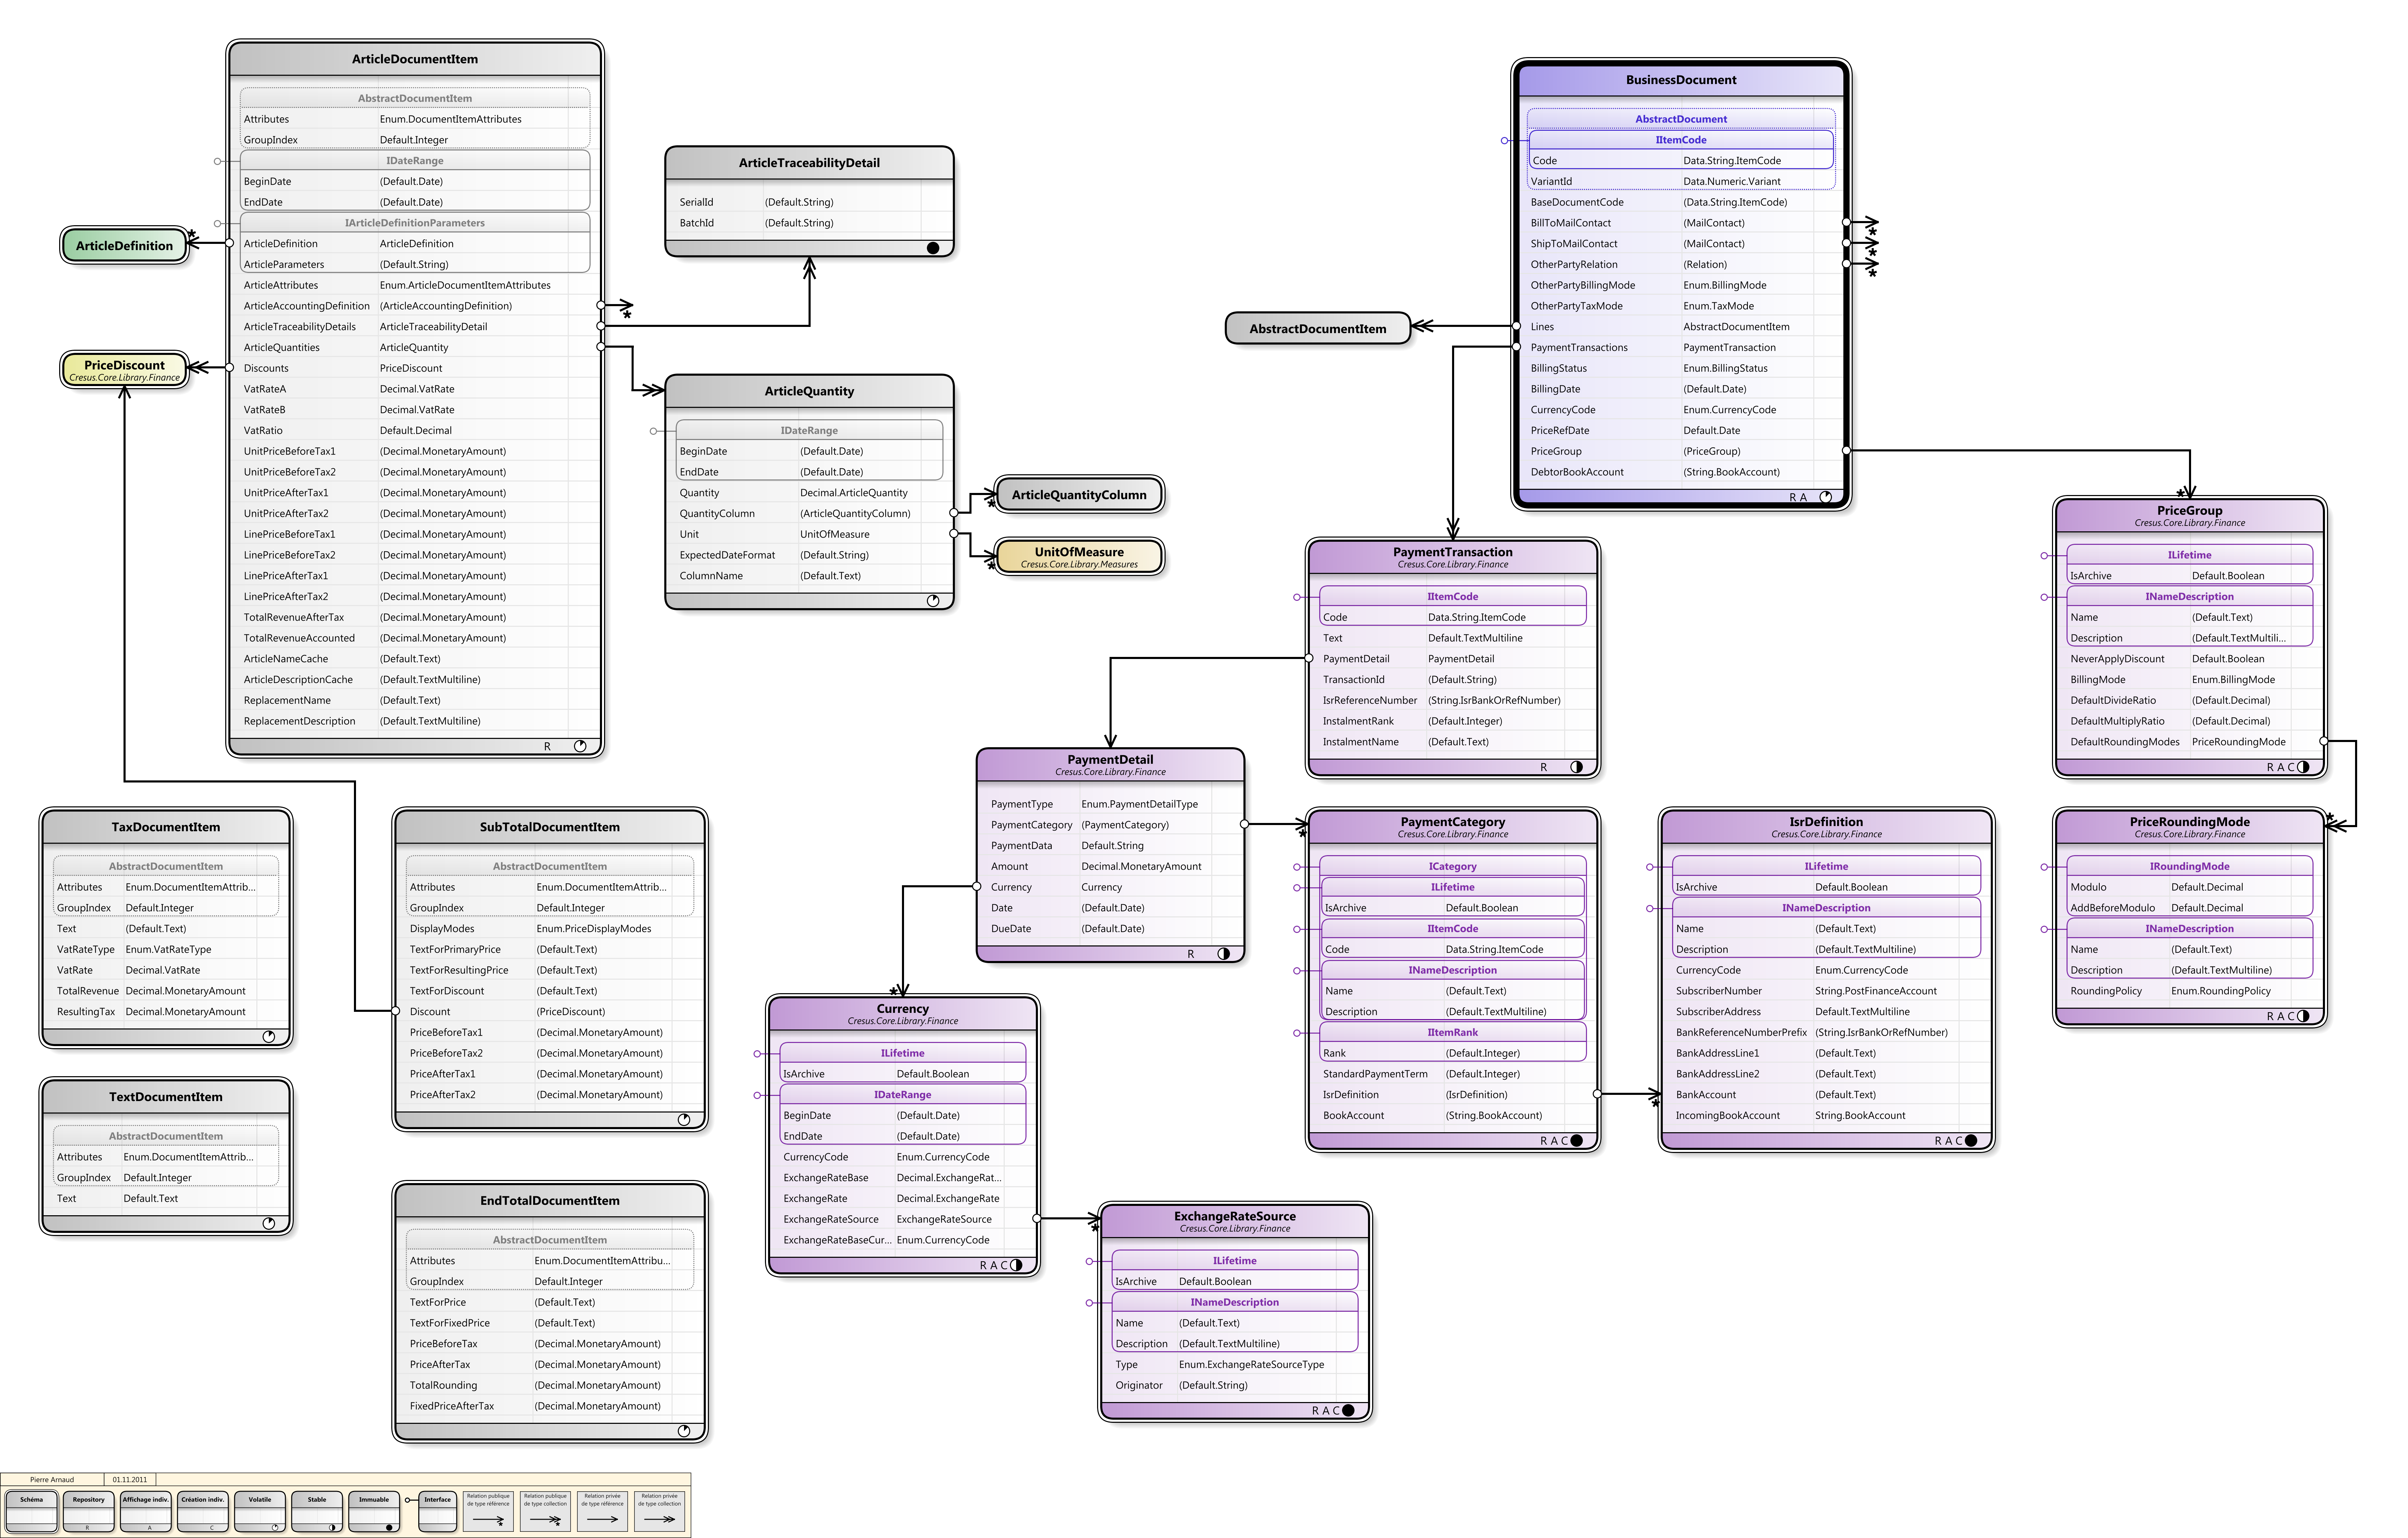 ArticleDocumentItem
AbstractDocumentItem
Attributes Enum.DocumentItemAttributes
GroupIndex Default.Integer
IDateRange
BeginDate (Default.Date)
EndDate (Default.Date)
IArticleDefinitionParameters
ArticleDefinition ArticleDefinition
ArticleParameters (Default.String)
ArticleAttributes Enum.ArticleDocumentItemAttributes
ArticleAccountingDefinition (ArticleAccountingDefinition)
*
ArticleTraceabilityDetails ArticleTraceabilityDetail
ArticleQuantities ArticleQuantity
Discounts PriceDiscount
VatRateA Decimal.VatRate
VatRateB Decimal.VatRate
VatRatio Default.Decimal
UnitPriceBeforeTax1 (Decimal.MonetaryAmount)
UnitPriceBeforeTax2 (Decimal.MonetaryAmount)
UnitPriceAfterTax1 (Decimal.MonetaryAmount)
UnitPriceAfterTax2 (Decimal.MonetaryAmount)
LinePriceBeforeTax1 (Decimal.MonetaryAmount)
LinePriceBeforeTax2 (Decimal.MonetaryAmount)
LinePriceAfterTax1 (Decimal.MonetaryAmount)
LinePriceAfterTax2 (Decimal.MonetaryAmount)
TotalRevenueAfterTax (Decimal.MonetaryAmount)
TotalRevenueAccounted (Decimal.MonetaryAmount)
ArticleNameCache (Default.Text)
ArticleDescriptionCache (Default.TextMultiline)
ReplacementName (Default.Text)
ReplacementDescription (Default.TextMultiline)
R
*
ArticleDefinition
PriceDiscount
Cresus.Core.Library.Finance
ArticleTraceabilityDetail
SerialId (Default.String)
BatchId (Default.String)
ArticleQuantity
IDateRange
BeginDate (Default.Date)
EndDate (Default.Date)
Quantity Decimal.ArticleQuantity
QuantityColumn (ArticleQuantityColumn)
Unit UnitOfMeasure
ExpectedDateFormat (Default.String)
ColumnName (Default.Text)
*
ArticleQuantityColumn
*
UnitOfMeasure
Cresus.Core.Library.Measures
BusinessDocument
AbstractDocument
IItemCode
Code Data.String.ItemCode
VariantId Data.Numeric.Variant
BaseDocumentCode (Data.String.ItemCode)
BillToMailContact (MailContact)
*
ShipToMailContact (MailContact)
*
OtherPartyRelation (Relation)
*
OtherPartyBillingMode Enum.BillingMode
OtherPartyTaxMode Enum.TaxMode
Lines AbstractDocumentItem
PaymentTransactions PaymentTransaction
BillingStatus Enum.BillingStatus
BillingDate (Default.Date)
CurrencyCode Enum.CurrencyCode
PriceRefDate Default.Date
PriceGroup (PriceGroup)
DebtorBookAccount (String.BookAccount)
R A
AbstractDocumentItem
PaymentTransaction
Cresus.Core.Library.Finance
IItemCode
Code Data.String.ItemCode
Text Default.TextMultiline
PaymentDetail PaymentDetail
TransactionId (Default.String)
IsrReferenceNumber (String.IsrBankOrRefNumber)
InstalmentRank (Default.Integer)
InstalmentName (Default.Text)
R
*
PriceGroup
Cresus.Core.Library.Finance
ILifetime
IsArchive Default.Boolean
INameDescription
Name (Default.Text)
Description (Default.TextMultili...
NeverApplyDiscount Default.Boolean
BillingMode Enum.BillingMode
DefaultDivideRatio (Default.Decimal)
DefaultMultiplyRatio (Default.Decimal)
DefaultRoundingModes PriceRoundingMode
R A C
PaymentDetail
Cresus.Core.Library.Finance
PaymentType Enum.PaymentDetailType
PaymentCategory (PaymentCategory)
PaymentData Default.String
Amount Decimal.MonetaryAmount
Currency Currency
Date (Default.Date)
DueDate (Default.Date)
R
TaxDocumentItem
AbstractDocumentItem
Attributes Enum.DocumentItemAttrib...
GroupIndex Default.Integer
Text (Default.Text)
VatRateType Enum.VatRateType
VatRate Decimal.VatRate
TotalRevenue Decimal.MonetaryAmount
ResultingTax Decimal.MonetaryAmount
SubTotalDocumentItem
AbstractDocumentItem
Attributes Enum.DocumentItemAttrib...
GroupIndex Default.Integer
DisplayModes Enum.PriceDisplayModes
TextForPrimaryPrice (Default.Text)
TextForResultingPrice (Default.Text)
TextForDiscount (Default.Text)
Discount (PriceDiscount)
PriceBeforeTax1 (Decimal.MonetaryAmount)
PriceBeforeTax2 (Decimal.MonetaryAmount)
PriceAfterTax1 (Decimal.MonetaryAmount)
PriceAfterTax2 (Decimal.MonetaryAmount)
*
PaymentCategory
Cresus.Core.Library.Finance
ICategory
ILifetime
IsArchive Default.Boolean
IItemCode
Code Data.String.ItemCode
INameDescription
Name (Default.Text)
Description (Default.TextMultiline)
IItemRank
Rank (Default.Integer)
StandardPaymentTerm (Default.Integer)
IsrDefinition (IsrDefinition)
BookAccount (String.BookAccount)
R A C
*
IsrDefinition
Cresus.Core.Library.Finance
ILifetime
IsArchive Default.Boolean
INameDescription
Name (Default.Text)
Description (Default.TextMultiline)
CurrencyCode Enum.CurrencyCode
SubscriberNumber String.PostFinanceAccount
SubscriberAddress Default.TextMultiline
BankReferenceNumberPrefix (String.IsrBankOrRefNumber)
BankAddressLine1 (Default.Text)
BankAddressLine2 (Default.Text)
BankAccount (Default.Text)
IncomingBookAccount String.BookAccount
R A C
*
PriceRoundingMode
Cresus.Core.Library.Finance
IRoundingMode
Modulo Default.Decimal
AddBeforeModulo Default.Decimal
INameDescription
Name (Default.Text)
Description (Default.TextMultiline)
RoundingPolicy Enum.RoundingPolicy
R A C
*
Currency
Cresus.Core.Library.Finance
ILifetime
IsArchive Default.Boolean
IDateRange
BeginDate (Default.Date)
EndDate (Default.Date)
CurrencyCode Enum.CurrencyCode
ExchangeRateBase Decimal.ExchangeRat...
ExchangeRate Decimal.ExchangeRate
ExchangeRateSource ExchangeRateSource
ExchangeRateBaseCur... Enum.CurrencyCode
R A C
TextDocumentItem
AbstractDocumentItem
Attributes Enum.DocumentItemAttrib...
GroupIndex Default.Integer
Text Default.Text
EndTotalDocumentItem
AbstractDocumentItem
Attributes Enum.DocumentItemAttribu...
GroupIndex Default.Integer
TextForPrice (Default.Text)
TextForFixedPrice (Default.Text)
PriceBeforeTax (Decimal.MonetaryAmount)
PriceAfterTax (Decimal.MonetaryAmount)
TotalRounding (Decimal.MonetaryAmount)
FixedPriceAfterTax (Decimal.MonetaryAmount)
*
ExchangeRateSource
Cresus.Core.Library.Finance
ILifetime
IsArchive Default.Boolean
INameDescription
Name (Default.Text)
Description (Default.TextMultiline)
Type Enum.ExchangeRateSourceType
Originator (Default.String)
R A C
Pierre Arnaud 01.11.2011
Schéma
Repository
R
Affichage indiv.
A
Création indiv.
C
Volatile
Stable
Immuable
Interface
Relation publique
de type référence
*
Relation publique
de type collection
*
Relation privée
de type référence
Relation privée
de type collection